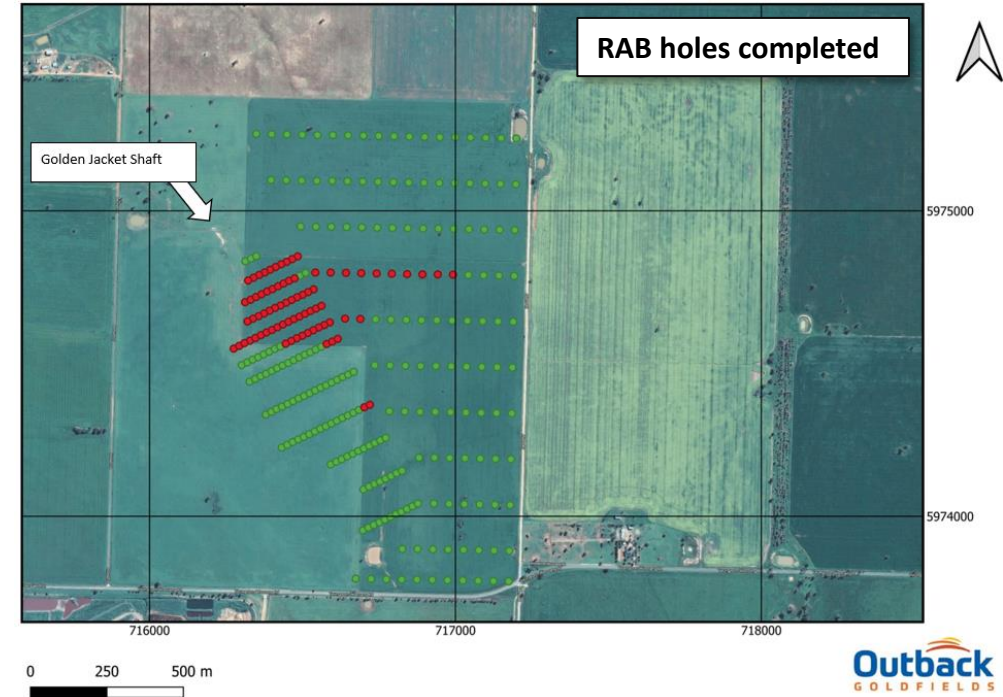 RAB holes completed
Golden Jacket Shaft
5975000
5974000
716000
717000
718000
0 250 500 m
Outback
GOLDFIELDS